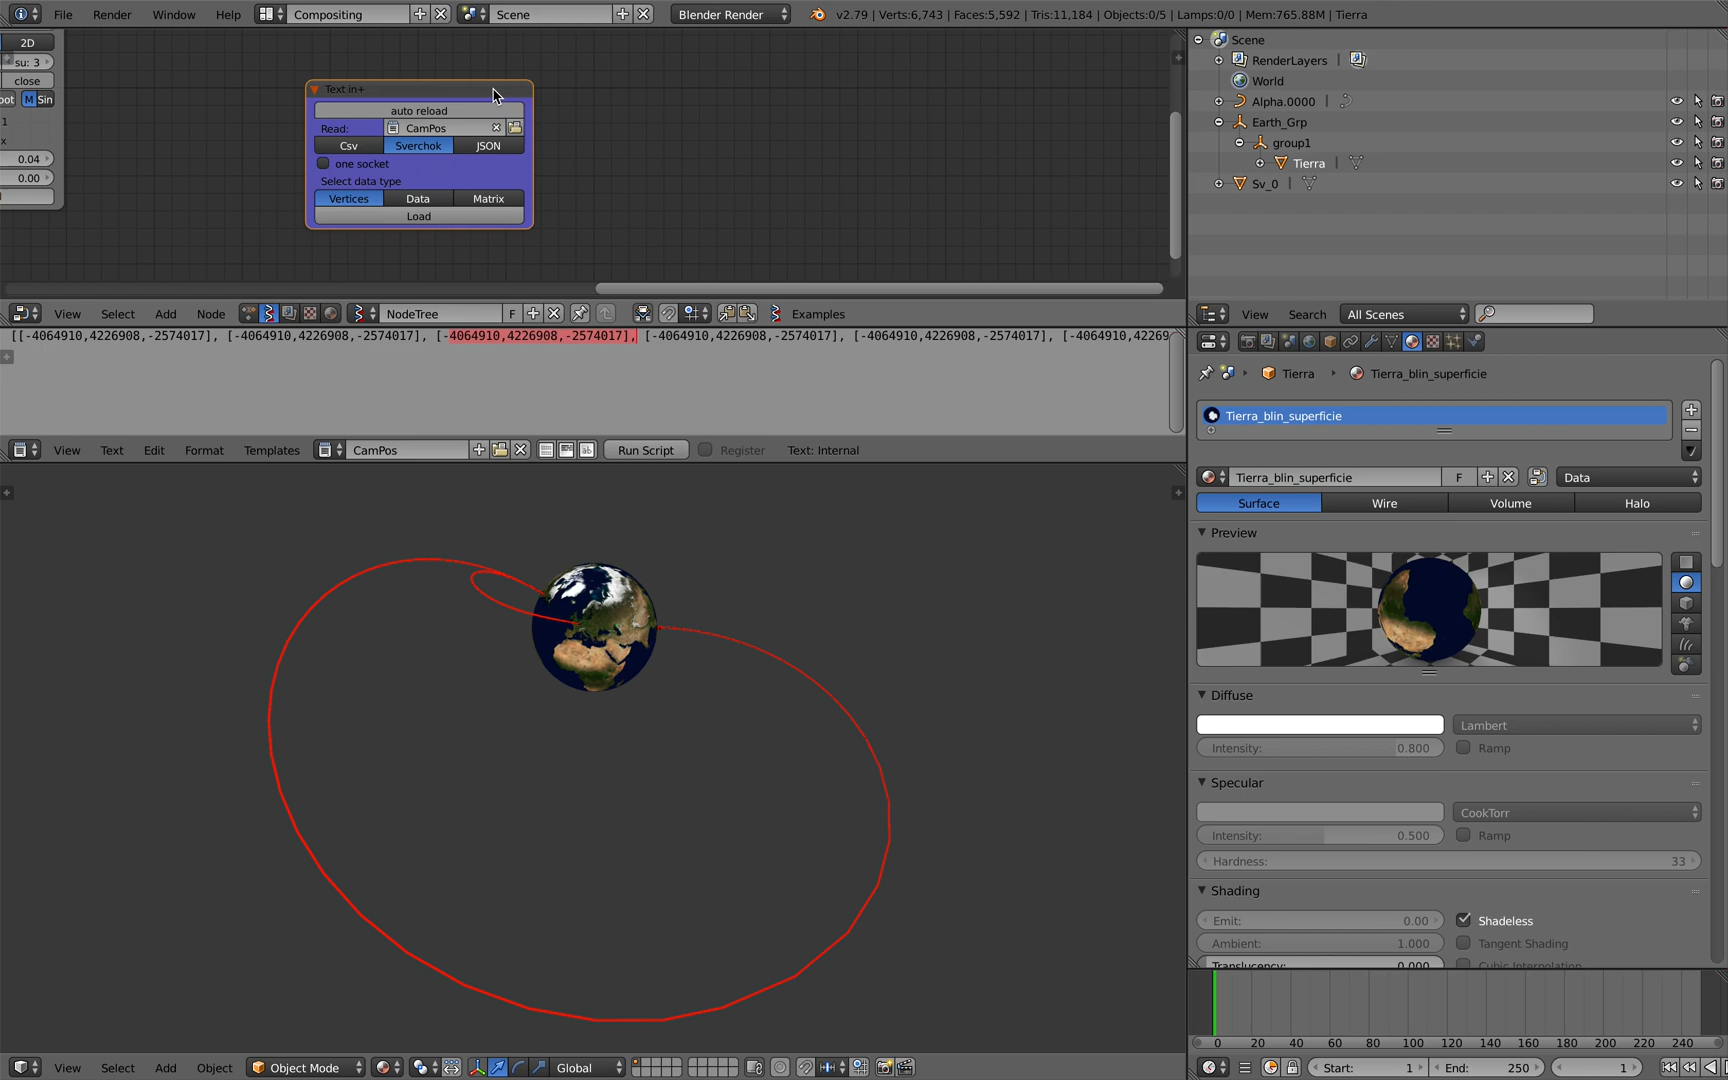 File Render Window Help Compositing Scene Blender Render v2.79 | Verts:6,743 | Faces:5,592 | Tris:11,184 | Objects:0/5 | Lamps:0/0 | Mem:765.88M | Tierra
2D
su: 3
close
oot M Sin
1
x
0.04
0.00
Text in+
auto reload
Read: CamPos
Csv Sverchok JSON
one socket
Select data type
Vertices Data Matrix
Load
View Select Add Node NodeTree F Examples
[[-4064910,4226908,-2574017], [-4064910,4226908,-2574017], [-4064910,4226908,-2574017], [-4064910,4226908,-2574017], [-4064910,4226908,-2574017], [-4064910,42269
View Text Edit Format Templates CamPos Run Script Register Text: Internal
View Select Add Object Object Mode Global
Scene
RenderLayers |
World
Alpha.0000 |
Earth_Grp
group1
Tierra |
Sv_0 |
View Search All Scenes
Tierra Tierra_blin_superficie
Tierra_blin_superficie
Tierra_blin_superficie F Data
Surface Wire Volume Halo
Preview
Diffuse
Lambert
Intensity: 0.800 Ramp
Specular
CookTorr
Intensity: 0.500 Ramp
Hardness: 33
Shading
Emit: 0.00 Shadeless
Ambient: 1.000 Tangent Shading
Translucency: 0.000 Cubic Interpolation
0 20 40 60 80 100 120 140 160 180 200 220 240
Start: 1 End: 250 1